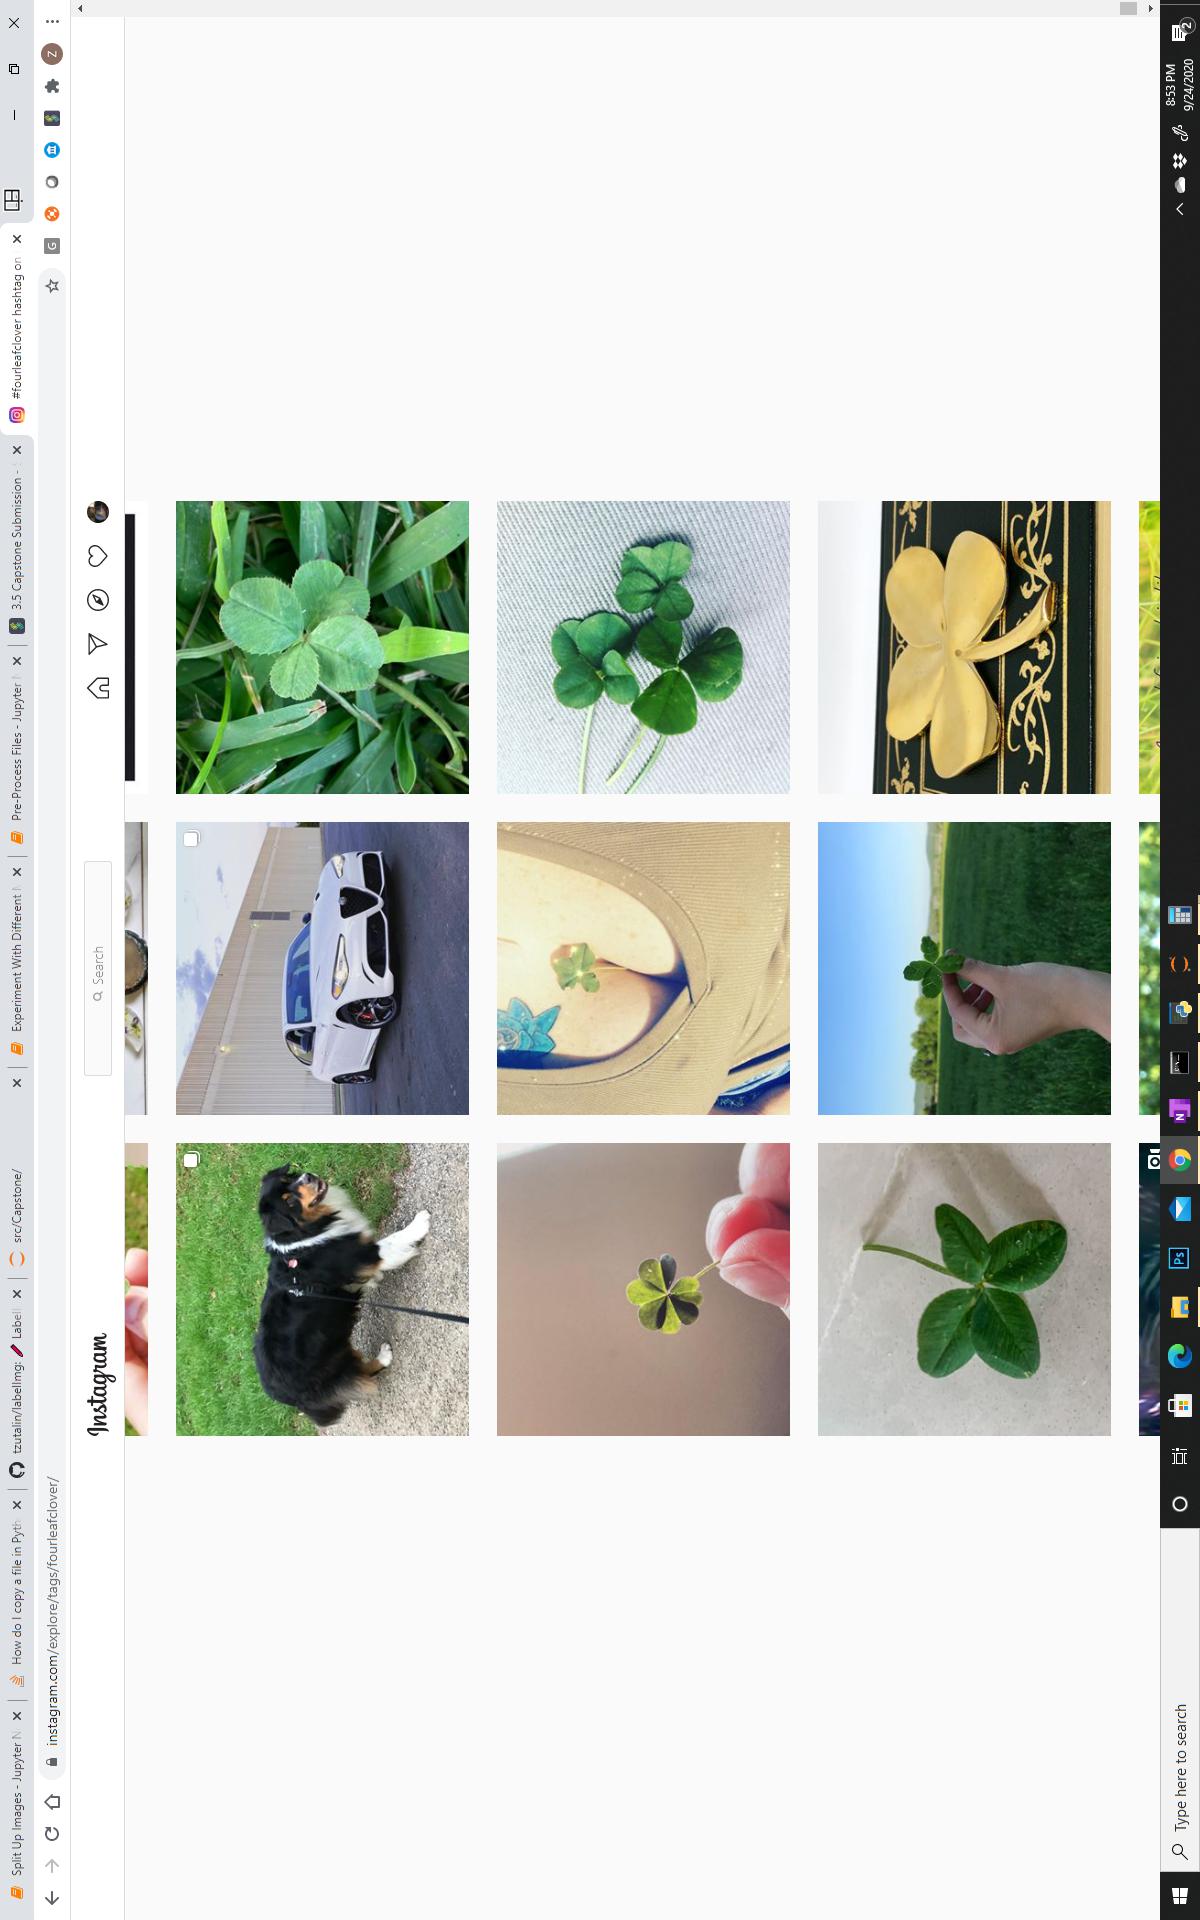 Split Up Images - Jupyter N
How do I copy a file in Pyth
tzutalin/labelImg: Label
src/Capstone/
Experiment With Different
Pre-Process Files - Jupyter
3.5 Capstone Submission -
#fourleafclover hashtag on
instagram.com/explore/tags/fourleafclover/
G
Z
Instagram
Search
Type here to search
Ps
N
8:53 PM
9/24/2020
2